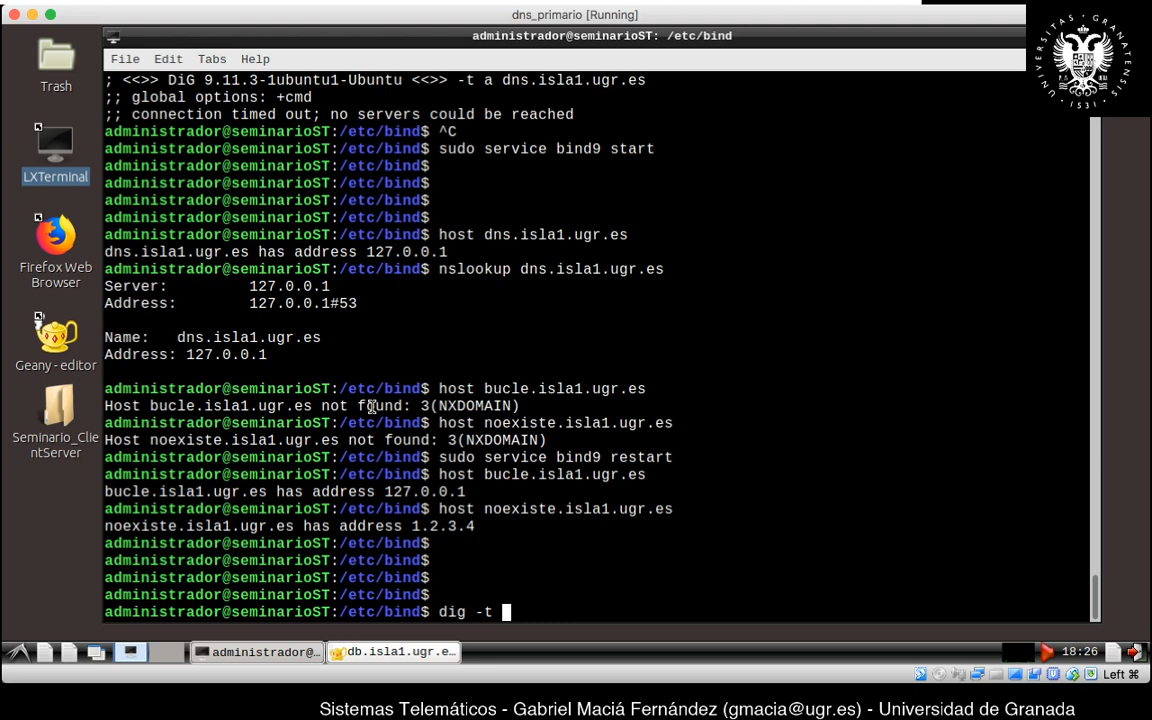 dns_primario [Running]
administrador@seminarioST: /etc/bind
File Edit Tabs Help
; <<>> DiG 9.11.3-1ubuntu1-Ubuntu <<>> -t a dns.isla1.ugr.es
;; global options: +cmd
;; connection timed out; no servers could be reached
administrador@seminarioST:/etc/bind$ ^C
administrador@seminarioST:/etc/bind$ sudo service bind9 start
administrador@seminarioST:/etc/bind$
administrador@seminarioST:/etc/bind$
administrador@seminarioST:/etc/bind$
administrador@seminarioST:/etc/bind$
administrador@seminarioST:/etc/bind$ host dns.isla1.ugr.es
dns.isla1.ugr.es has address 127.0.0.1
administrador@seminarioST:/etc/bind$ nslookup dns.isla1.ugr.es
Server: 127.0.0.1
Address: 127.0.0.1#53
Name: dns.isla1.ugr.es
Address: 127.0.0.1
administrador@seminarioST:/etc/bind$ host bucle.isla1.ugr.es
Host bucle.isla1.ugr.es not found: 3(NXDOMAIN)
administrador@seminarioST:/etc/bind$ host noexiste.isla1.ugr.es
Host noexiste.isla1.ugr.es not found: 3(NXDOMAIN)
administrador@seminarioST:/etc/bind$ sudo service bind9 restart
administrador@seminarioST:/etc/bind$ host bucle.isla1.ugr.es
bucle.isla1.ugr.es has address 127.0.0.1
administrador@seminarioST:/etc/bind$ host noexiste.isla1.ugr.es
noexiste.isla1.ugr.es has address 1.2.3.4
administrador@seminarioST:/etc/bind$
administrador@seminarioST:/etc/bind$
administrador@seminarioST:/etc/bind$
administrador@seminarioST:/etc/bind$
administrador@seminarioST:/etc/bind$ dig -t
Trash
LXTerminal
Firefox Web
Browser
Geany - editor
Seminario_Clie
ntServer
UNIVERSITAS GRANATENSIS
1531
administrador@...
db.isla1.ugr.e...
18:26
Left ⌘
Sistemas Telemáticos - Gabriel Maciá Fernández (gmacia@ugr.es) - Universidad de Granada